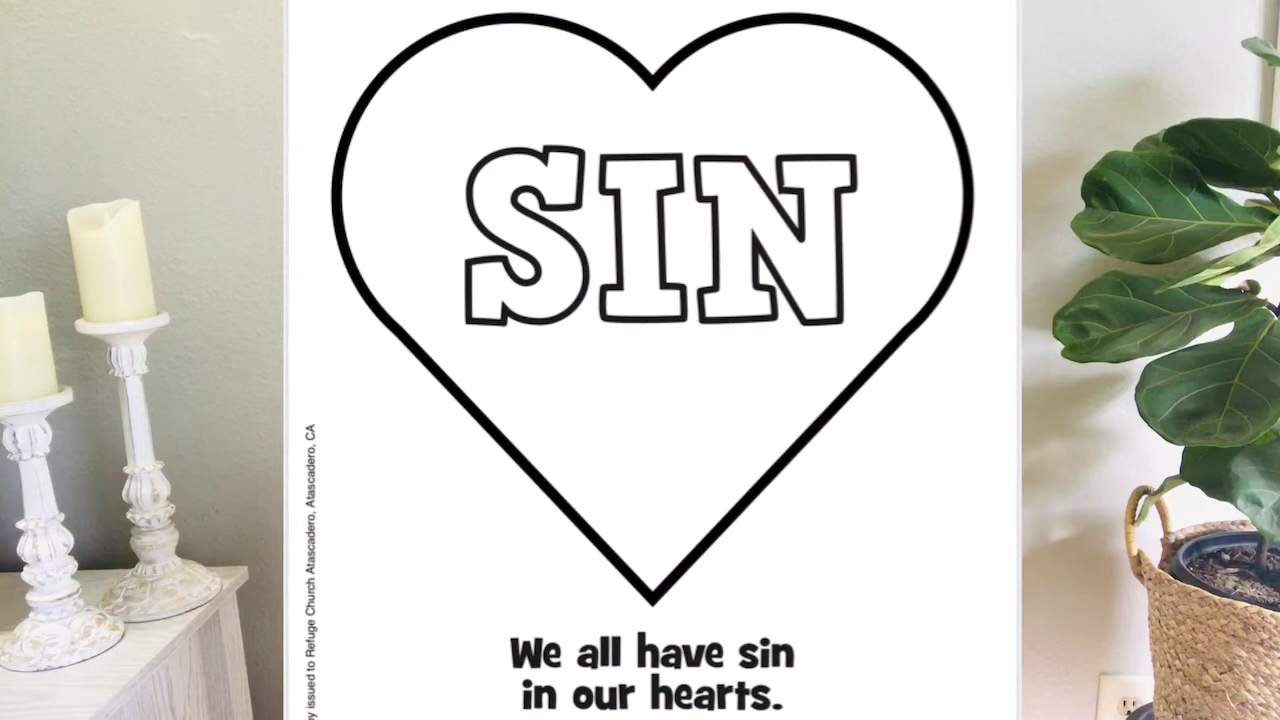 SIN
We all have sin
in our hearts.
issued to Refuge Church Atascadero, Atascadero, CA